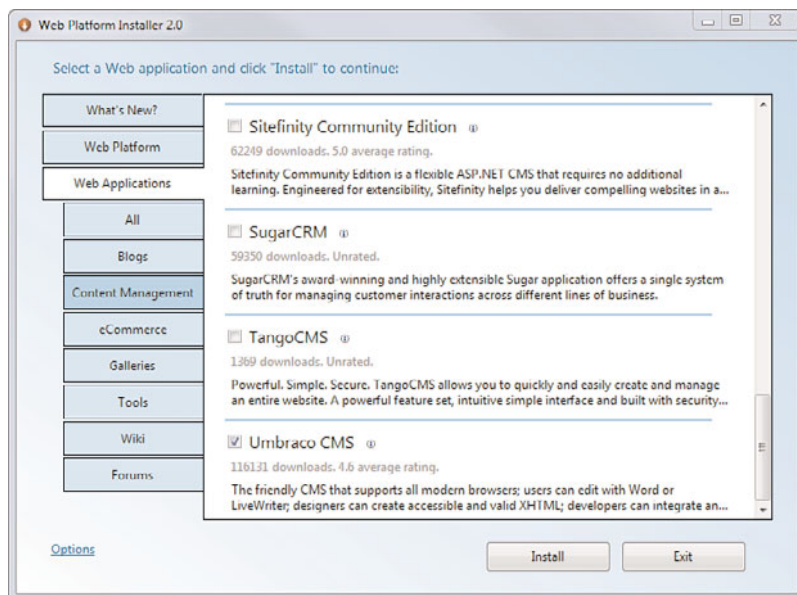 Web Platform Installer 2.0
Select a Web application and click "Install" to continue:
What's New?
Web Platform
Web Applications
All
Blogs
Content Management
eCommerce
Galleries
Tools
Wiki
Forums
Sitefinity Community Edition
62249 downloads. 5.0 average rating.
Sitefinity Community Edition is a flexible ASP.NET CMS that requires no additional
learning. Engineered for extensibility, Sitefinity helps you deliver compelling websites in a...
SugarCRM
59350 downloads. Unrated.
SugarCRM's award-winning and highly extensible Sugar application offers a single system
of truth for managing customer interactions across different lines of business.
TangoCMS
1369 downloads. Unrated.
Powerful. Simple. Secure. TangoCMS allows you to quickly and easily create and manage
an entire website. A powerful feature set, intuitive simple interface and built with security...
Umbraco CMS
116131 downloads. 4.6 average rating.
The friendly CMS that supports all modern browsers; users can edit with Word or
LiveWriter; designers can create accessible and valid XHTML; developers can integrate an...
Options
Install
Exit